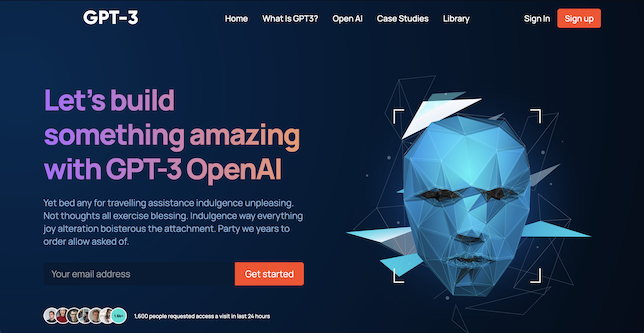 GPT-3
Home What is GPT3? Open AI Case Studies Library
Sign in Sign up
Let's build
something amazing
with GPT-3 OpenAI
Yet bed any for travelling assistance indulgence unpleasing.
Not thoughts all exercise blessing. Indulgence way everything
joy alteration boisterous the attachment. Party we years to
order allow asked of.
Your email address Get started
1,600 people requested access a visit in last 24 hours